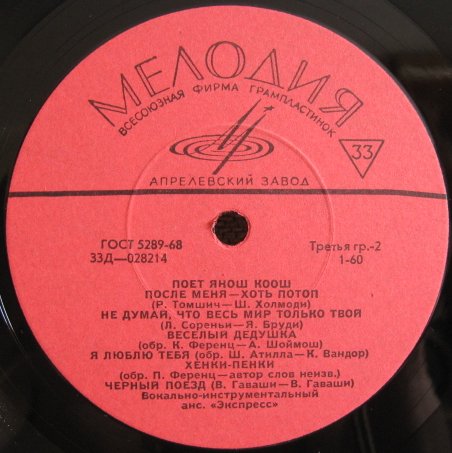 МЕЛОДИЯ
ВСЕСОЮЗНАЯ ФИРМА ГРАМПЛАСТИНОК
33
АПРЕЛЕВСКИЙ ЗАВОД
ГОСТ 5289-68 Третья гр.-2
33Д—028214 1-60
ПОЕТ ЯНОШ КООШ
ПОСЛЕ МЕНЯ—ХОТЬ ПОТОП
(Р. Томшич—Ш. Холмоди)
НЕ ДУМАЙ, ЧТО ВЕСЬ МИР ТОЛЬКО ТВОЙ
(Л. Сореньи—Я. Бруди)
ВЕСЕЛЫЙ ДЕДУШКА
(обр. К. Ференц—А. Шоймош)
Я ЛЮБЛЮ ТЕБЯ (обр. Ш. Атилла—К. Вандор)
ХЕНКИ-ПЕНКИ
(обр. П. Ференц—автор слов неизв.)
ЧЕРНЫЙ ПОЕЗД (В. Гаваши—В. Гаваши)
Вокально-инструментальный
анс. «Экспресс»